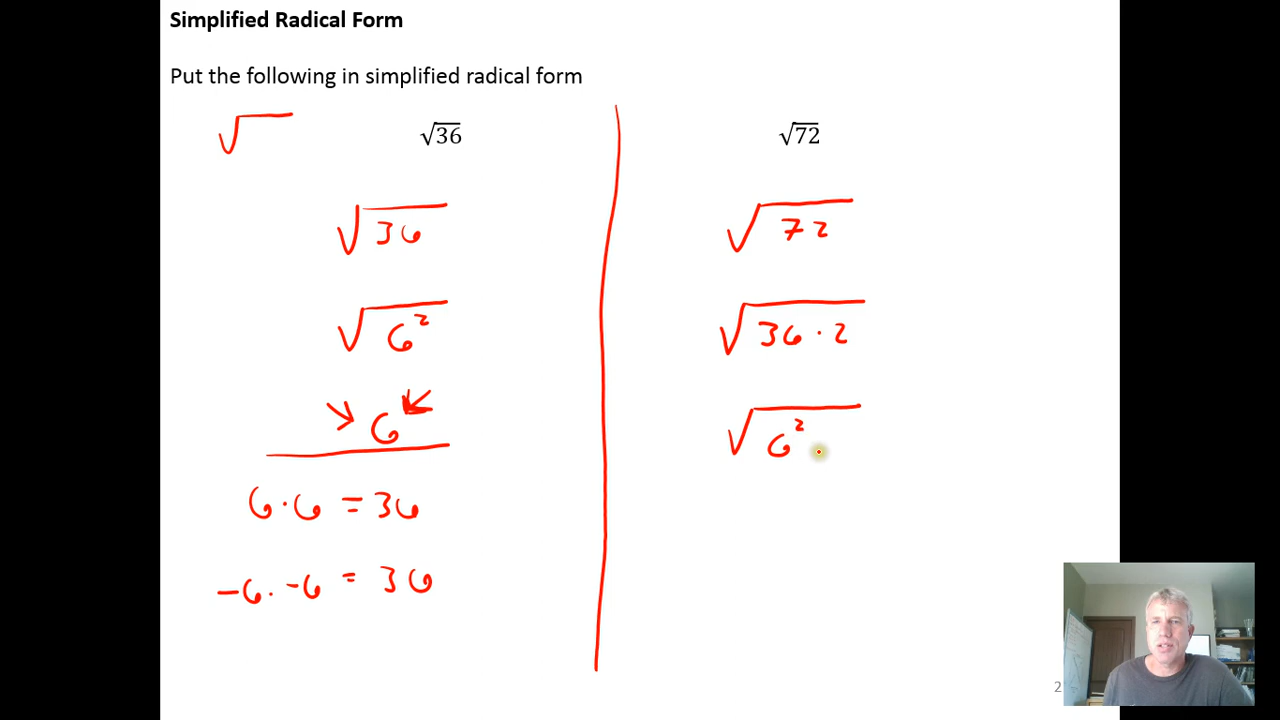 Simplified Radical Form
Put the following in simplified radical form
√ √36
√36
√6²
6
6 · 6 = 36
-6 · -6 = 36
√72
√72
√36 · 2
√6²
2